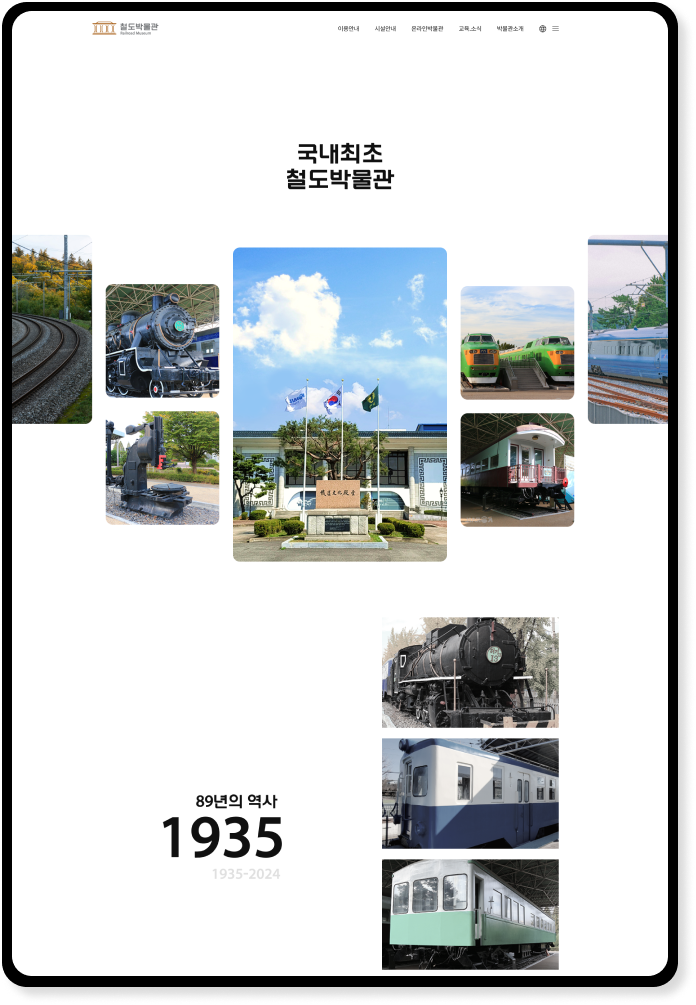 철도박물관
Railroad Museum
이용안내 시설안내 온라인박물관 교육.소식 박물관소개
국내최초
철도박물관
89년의 역사
1935
1935-2024